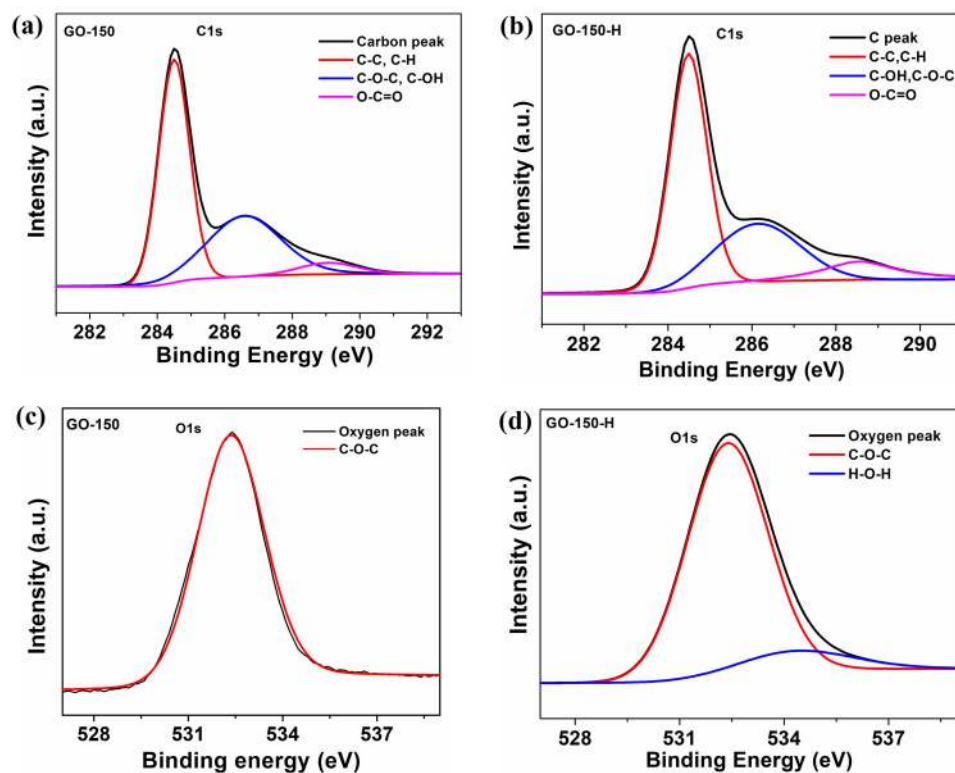 (a)
GO-150
C1s
Carbon peak
C-C, C-H
C-O-C, C-OH
O-C=O
Intensity (a.u.)
282 284 286 288 290 292
Binding Energy (eV)
(b)
GO-150-H
C1s
C peak
C-C,C-H
C-OH,C-O-C
O-C=O
Intensity (a.u.)
282 284 286 288 290
Binding Energy (eV)
(c)
GO-150
O1s
Oxygen peak
C-O-C
Intensity (a.u.)
528 531 534 537
Binding energy (eV)
(d)
GO-150-H
O1s
Oxygen peak
C-O-C
H-O-H
Intensity (a.u.)
528 531 534 537
Binding energy (eV)